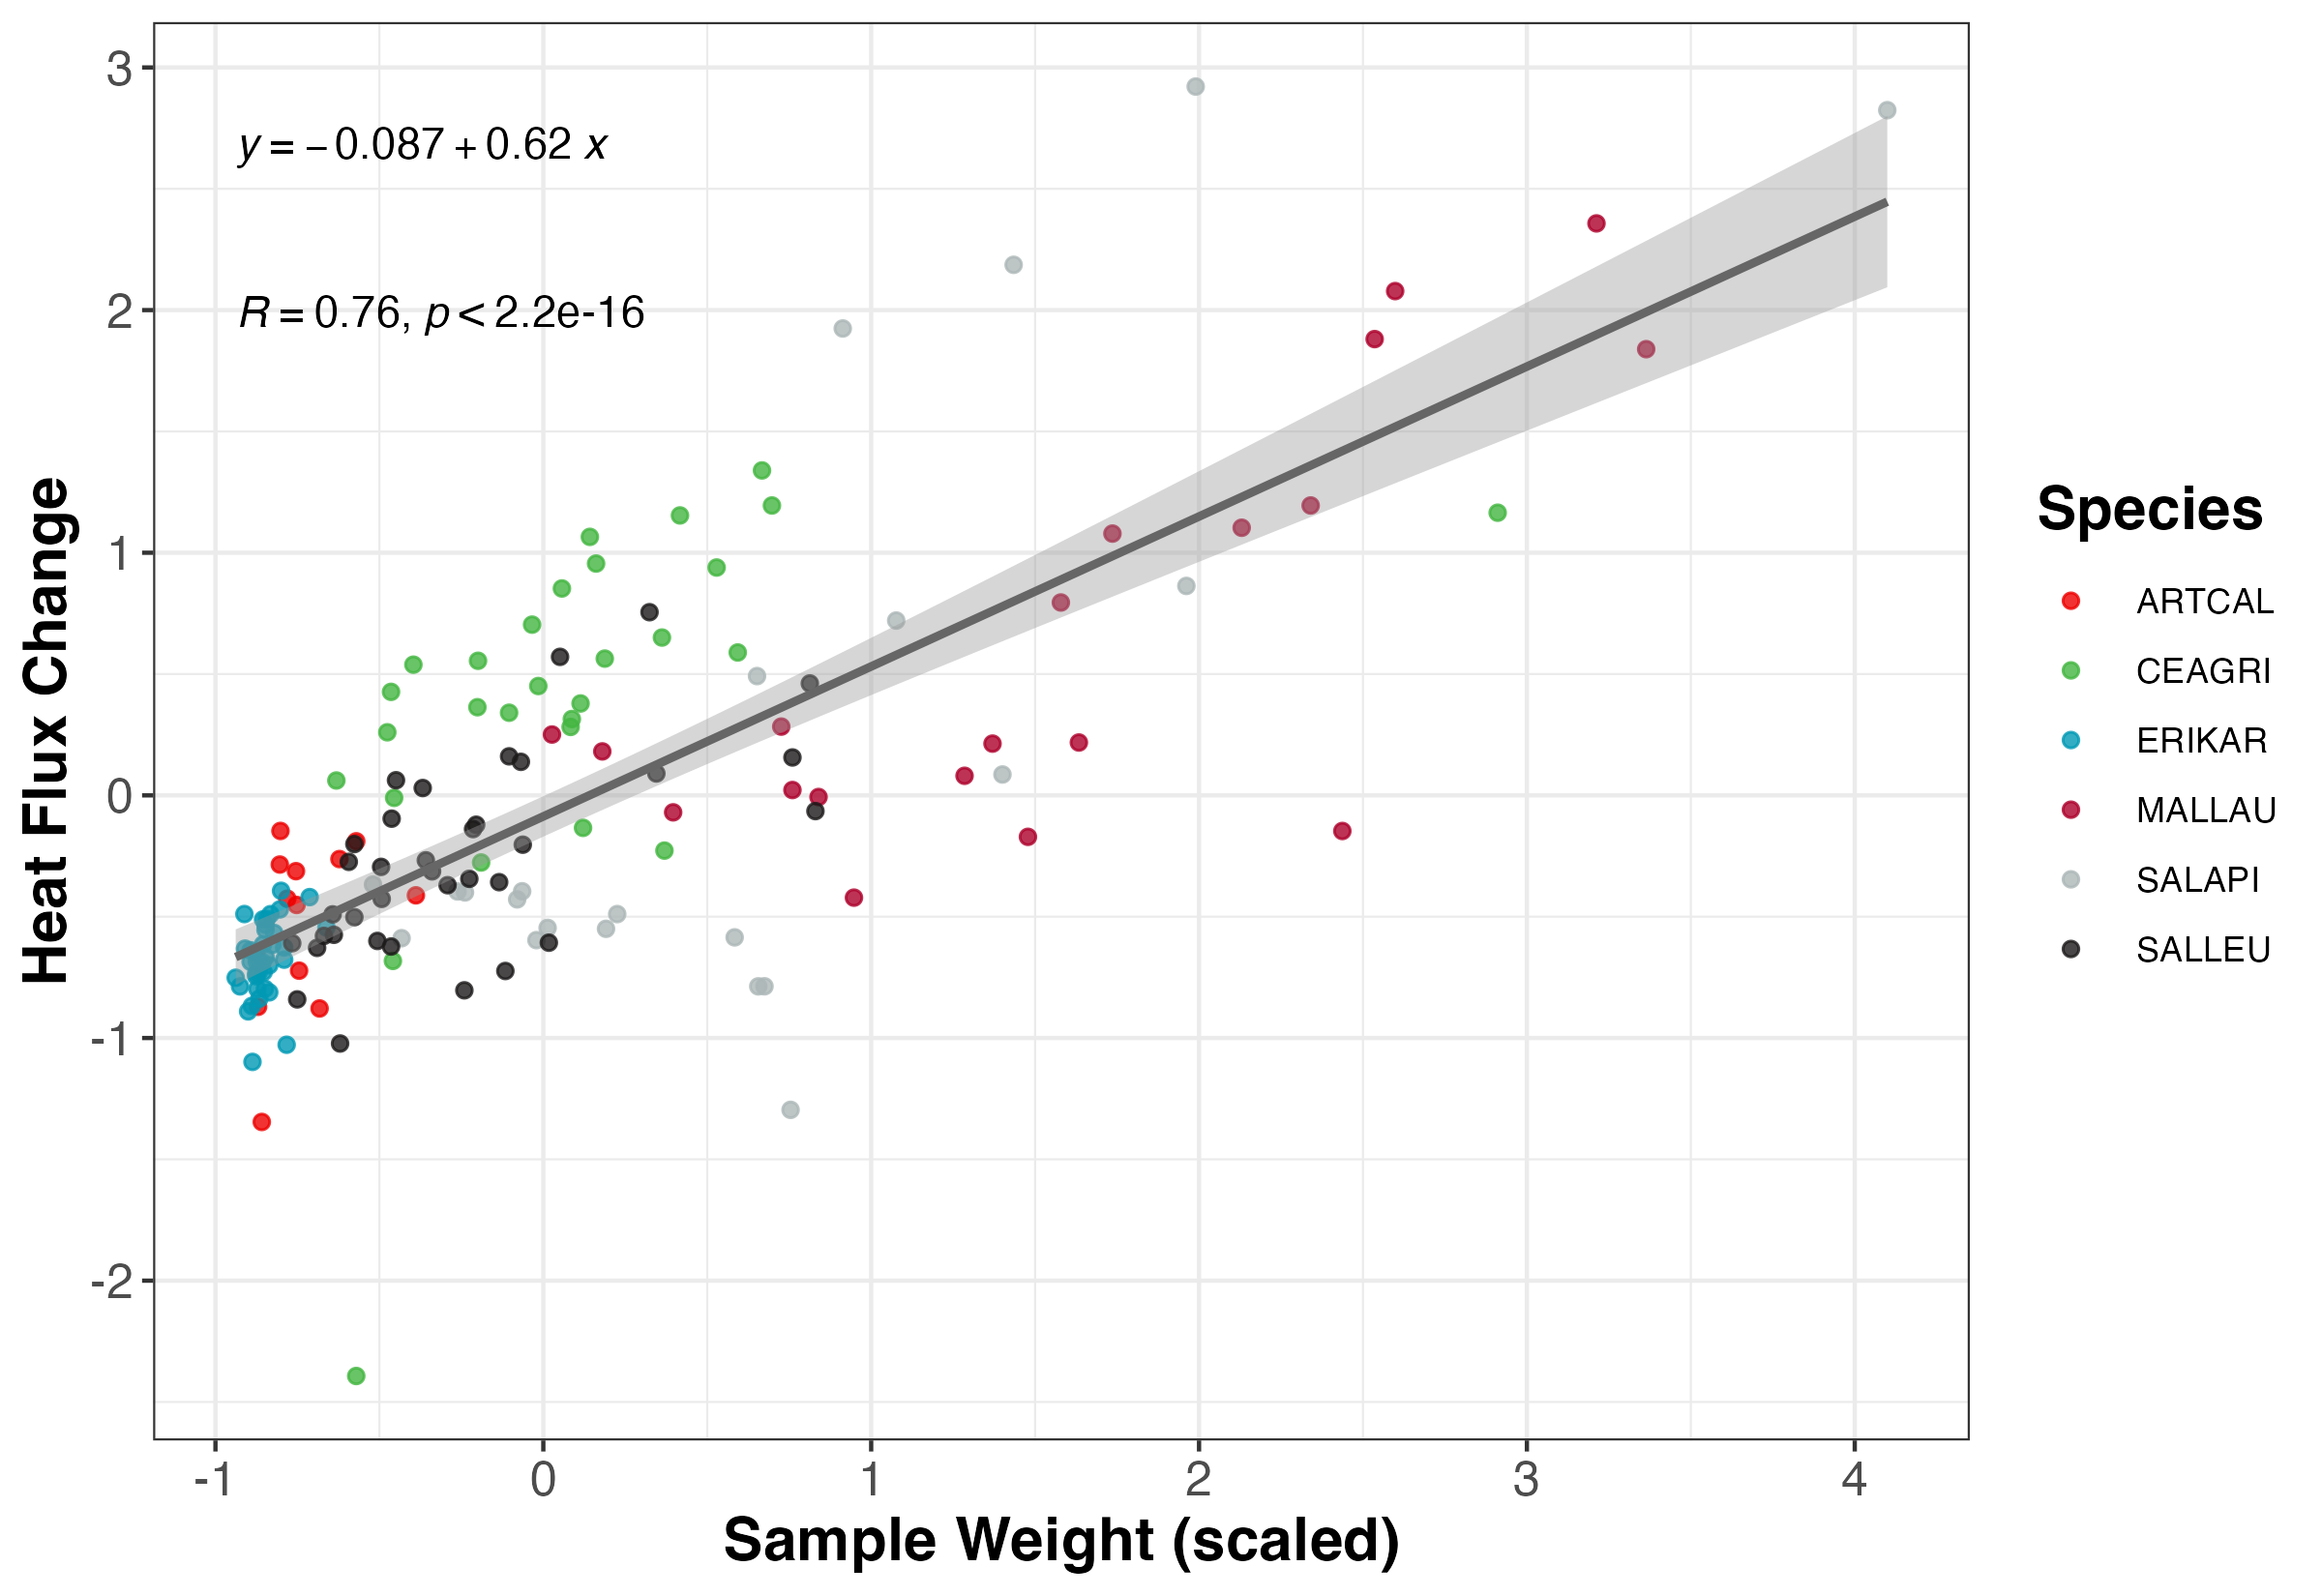 y = − 0.087 + 0.62 x
R = 0.76, p < 2.2e-16
3
2
1
0
-1
-2
Heat Flux Change
-1 0 1 2 3 4
Sample Weight (scaled)
Species
ARTCAL
CEAGRI
ERIKAR
MALLAU
SALAPI
SALLEU